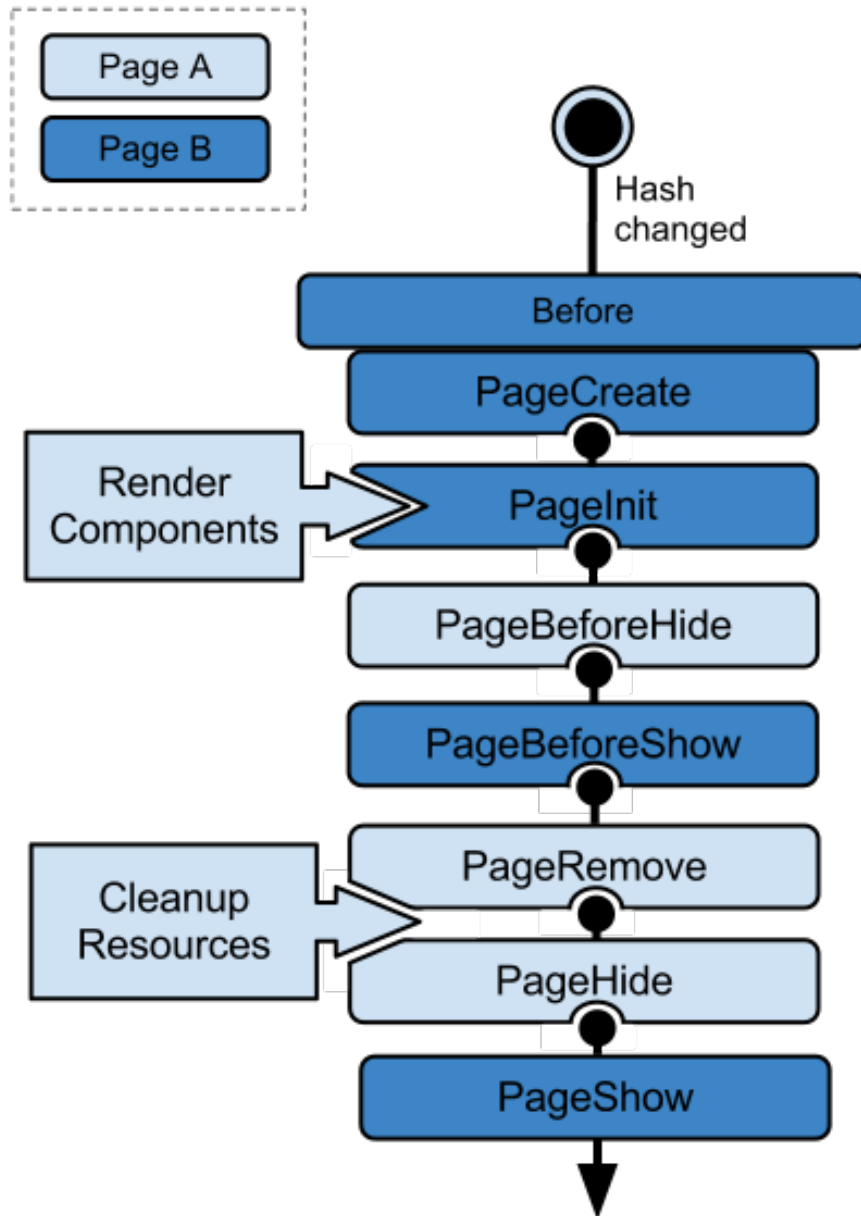 Page A
Page B
Hash
changed
Before
PageCreate
Render
Components
PageInit
PageBeforeHide
PageBeforeShow
PageRemove
Cleanup
Resources
PageHide
PageShow